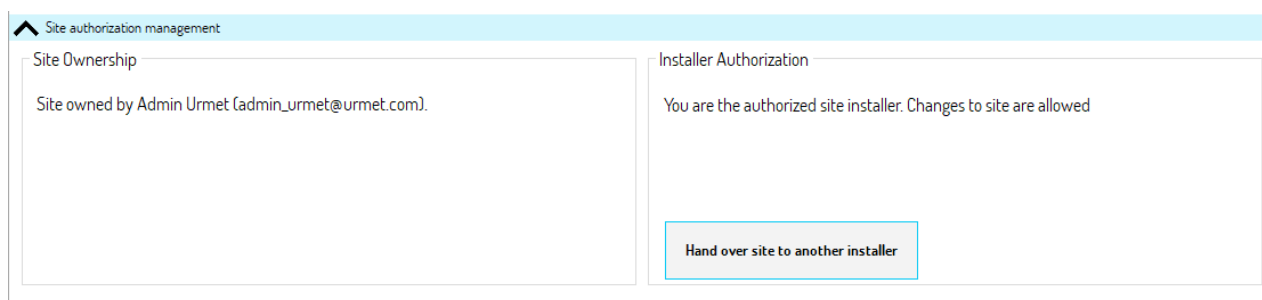 Site authorization management
Site Ownership
Site owned by Admin Urmet (admin_urmet@urmet.com).
Installer Authorization
You are the authorized site installer. Changes to site are allowed
Hand over site to another installer